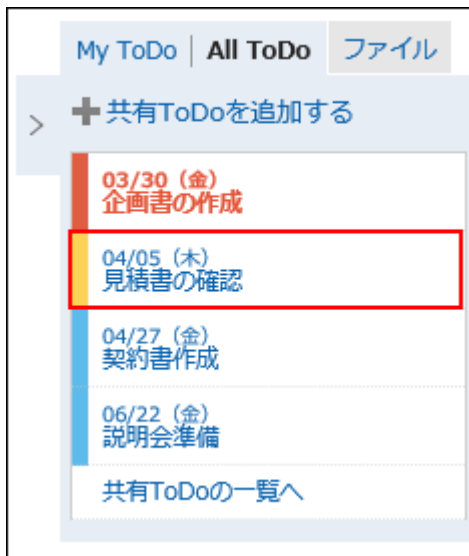 My ToDo | All ToDo ファイル
共有ToDoを追加する
03/30（金）
企画書の作成
04/05（木）
見積書の確認
04/27（金）
契約書作成
06/22（金）
説明会準備
共有ToDoの一覧へ